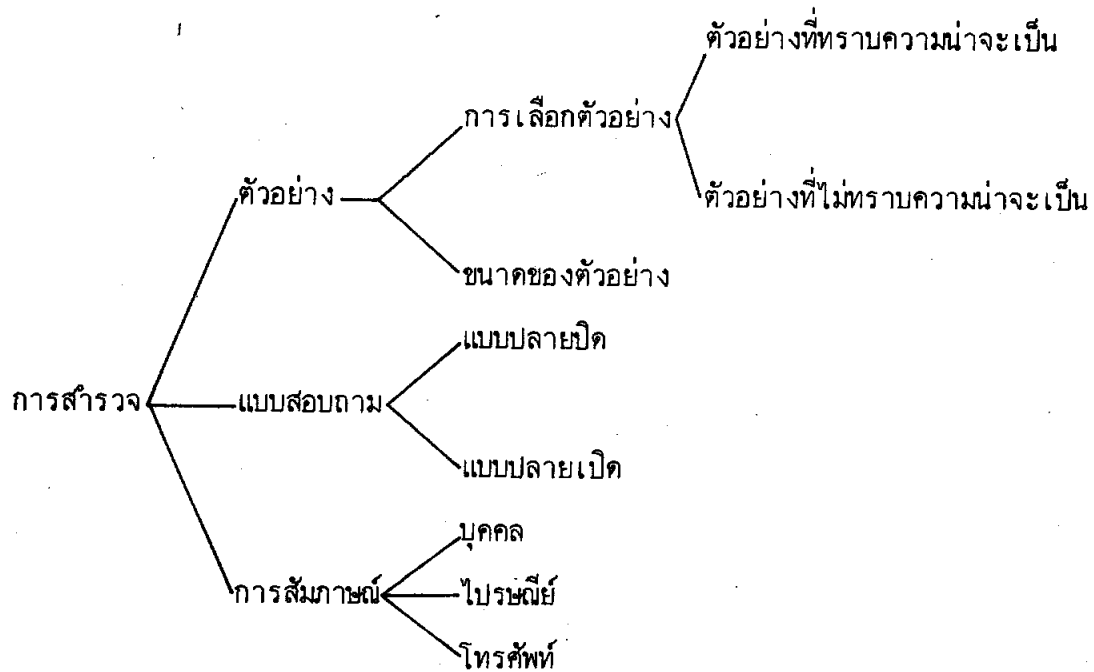 ตัวอย่างที่ทราบความน่าจะเป็น
การเลือกตัวอย่าง
ตัวอย่าง
ตัวอย่างที่ไม่ทราบความน่าจะเป็น
ขนาดของตัวอย่าง
แบบปลายปิด
การสำรวจ
แบบสอบถาม
แบบปลายเปิด
บุคคล
การสัมภาษณ์
ไปรษณีย์
โทรศัพท์